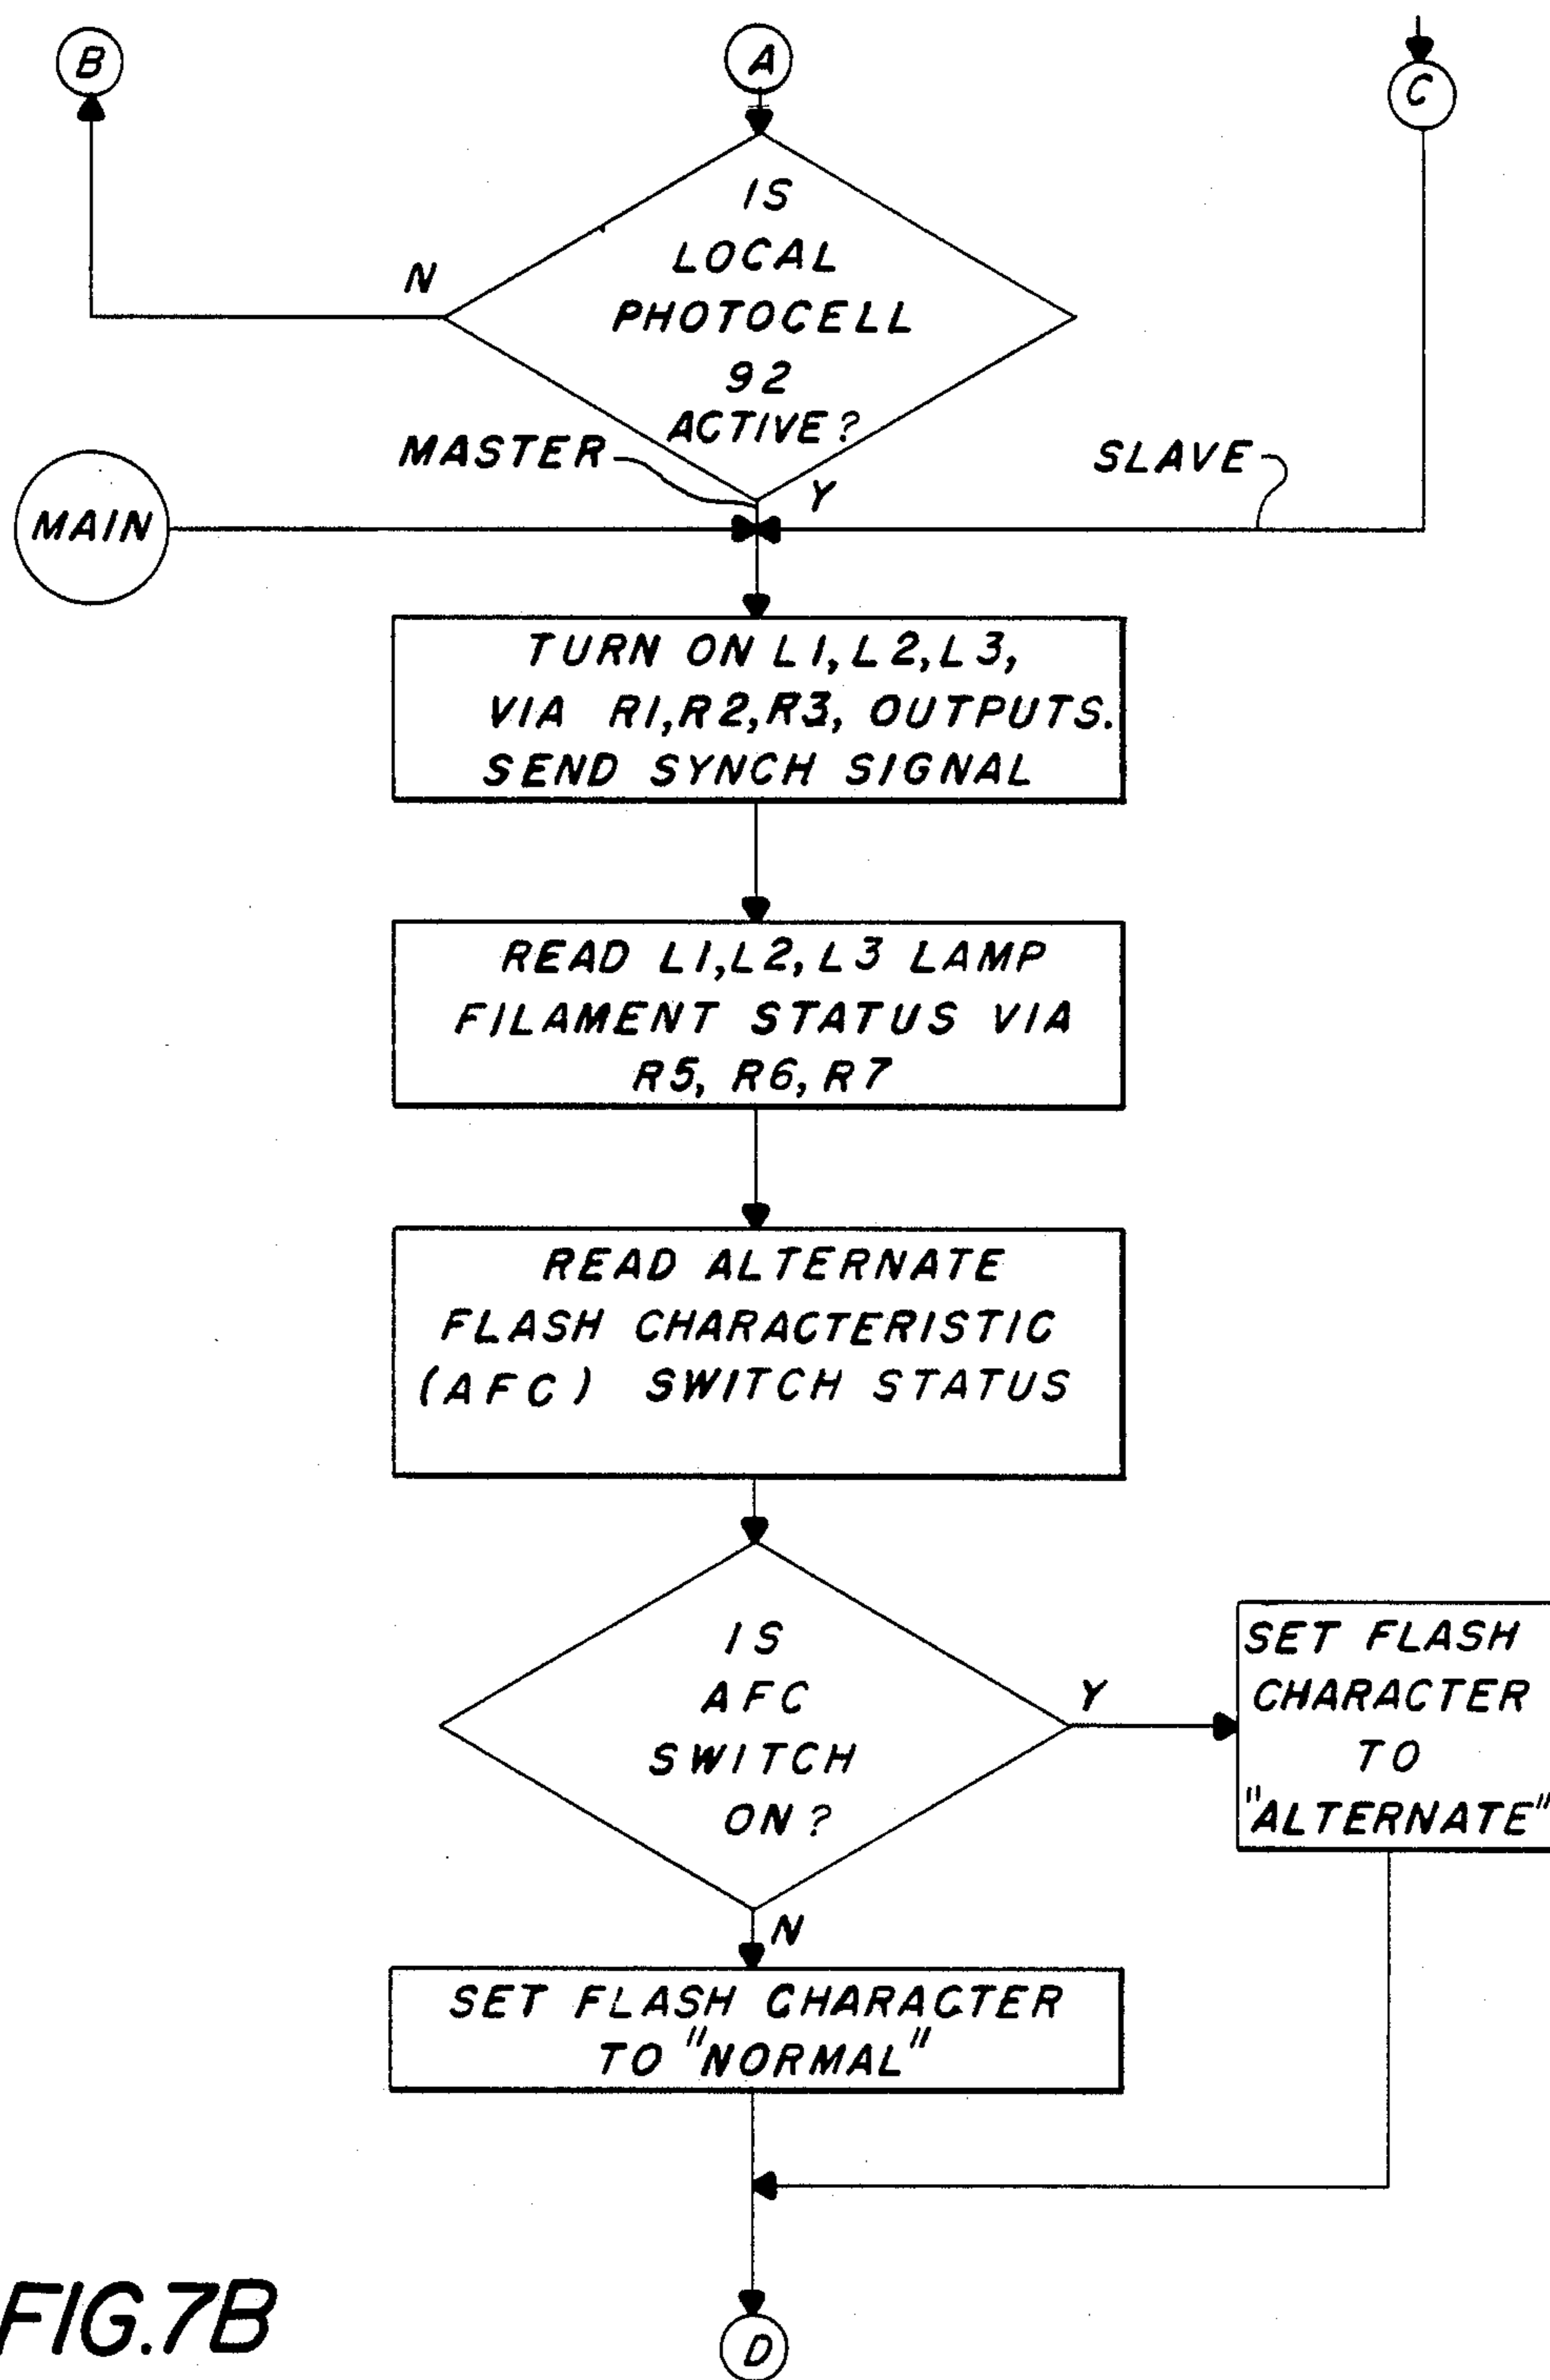 B
A
C
IS
LOCAL
PHOTOCELL
92
ACTIVE?
N
MASTER
Y
SLAVE
MAIN
TURN ON L1, L2, L3,
VIA R1, R2, R3, OUTPUTS.
SEND SYNCH SIGNAL
READ L1, L2, L3 LAMP
FILAMENT STATUS VIA
R5, R6, R7
READ ALTERNATE
FLASH CHARACTERISTIC
(AFC) SWITCH STATUS
IS
AFC
SWITCH
ON?
Y
SET FLASH
CHARACTER
TO
"ALTERNATE"
N
SET FLASH CHARACTER
TO "NORMAL"
D
FIG.7B